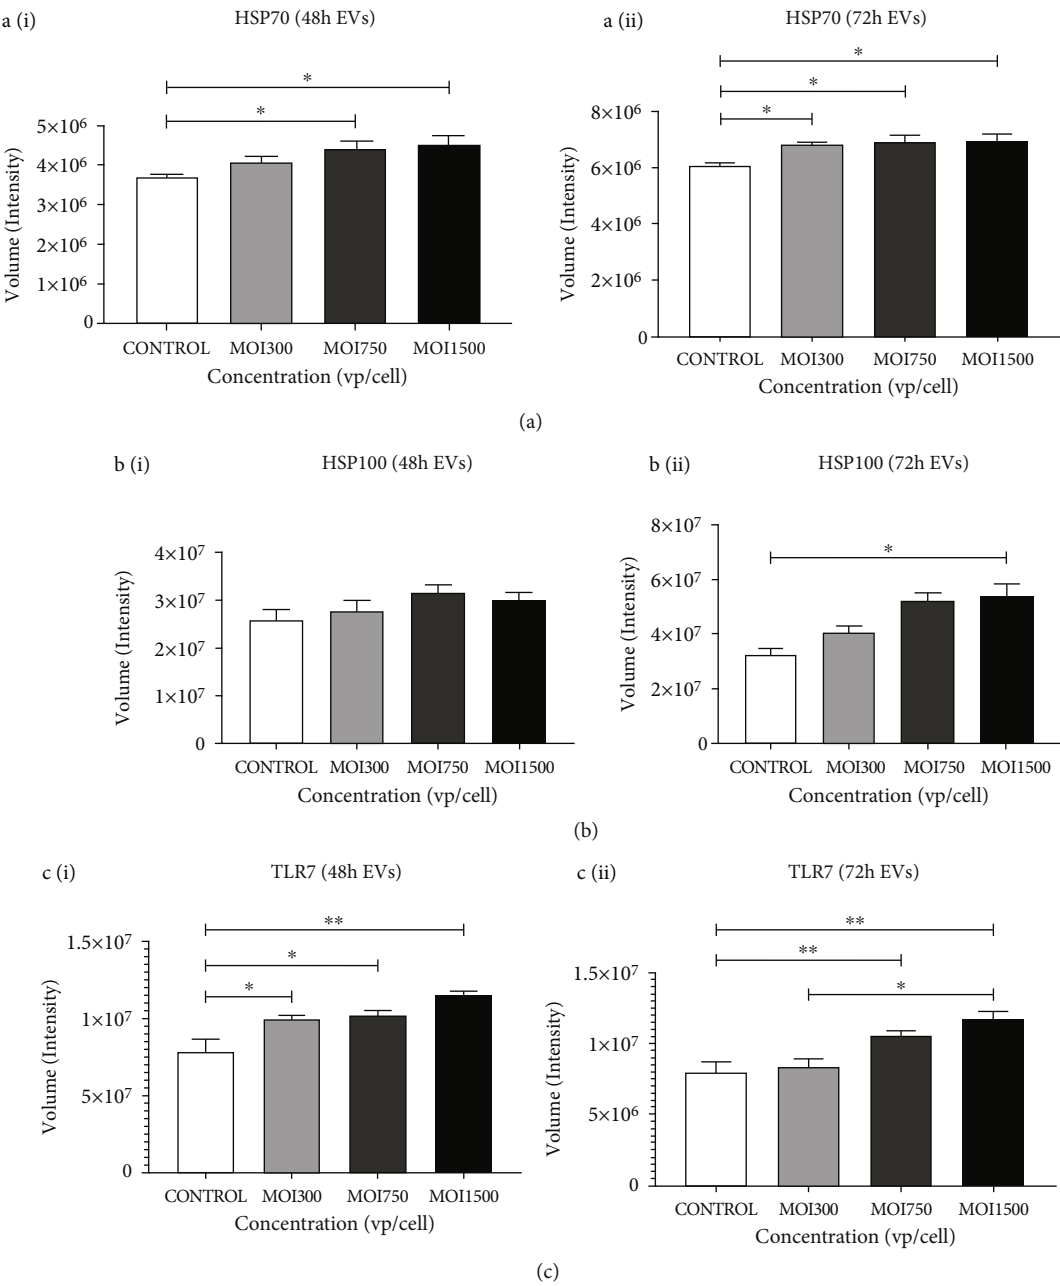 a (i)
HSP70 (48h EVs)
*
*
5×10⁶
4×10⁶
3×10⁶
2×10⁶
1×10⁶
0
Volume (Intensity)
CONTROL MOI300 MOI750 MOI1500
Concentration (vp/cell)
a (ii)
HSP70 (72h EVs)
*
*
*
8×10⁶
6×10⁶
4×10⁶
2×10⁶
0
Volume (Intensity)
CONTROL MOI300 MOI750 MOI1500
Concentration (vp/cell)
(a)
b (i)
HSP100 (48h EVs)
4×10⁷
3×10⁷
2×10⁷
1×10⁷
0
Volume (Intensity)
CONTROL MOI300 MOI750 MOI1500
Concentration (vp/cell)
b (ii)
HSP100 (72h EVs)
*
8×10⁷
6×10⁷
4×10⁷
2×10⁷
0
Volume (Intensity)
CONTROL MOI300 MOI750 MOI1500
Concentration (vp/cell)
(b)
c (i)
TLR7 (48h EVs)
**
*
*
1.5×10⁷
1×10⁷
5×10⁷
0
Volume (Intensity)
CONTROL MOI300 MOI750 MOI1500
Concentration (vp/cell)
c (ii)
TLR7 (72h EVs)
**
**
*
1.5×10⁷
1×10⁷
5×10⁶
0
Volume (Intensity)
CONTROL MOI300 MOI750 MOI1500
Concentration (vp/cell)
(c)